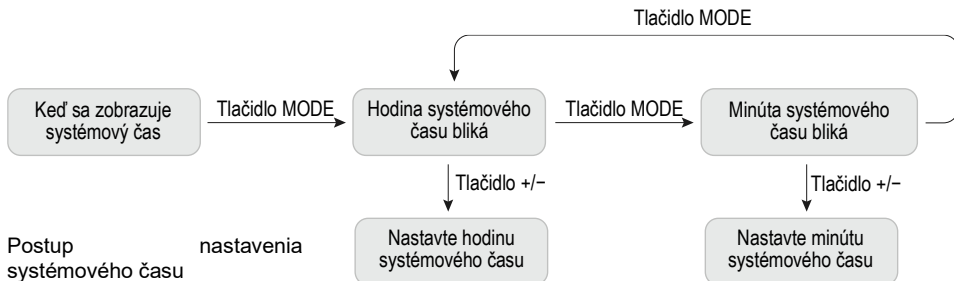 Tlačidlo MODE
Keď sa zobrazuje
systémový čas
Tlačidlo MODE
Hodina systémového
času bliká
Tlačidlo MODE
Minúta systémového
času bliká
Tlačidlo +/−
Tlačidlo +/−
Postup nastavenia
systémového času
Nastavte hodinu
systémového času
Nastavte minútu
systémového času